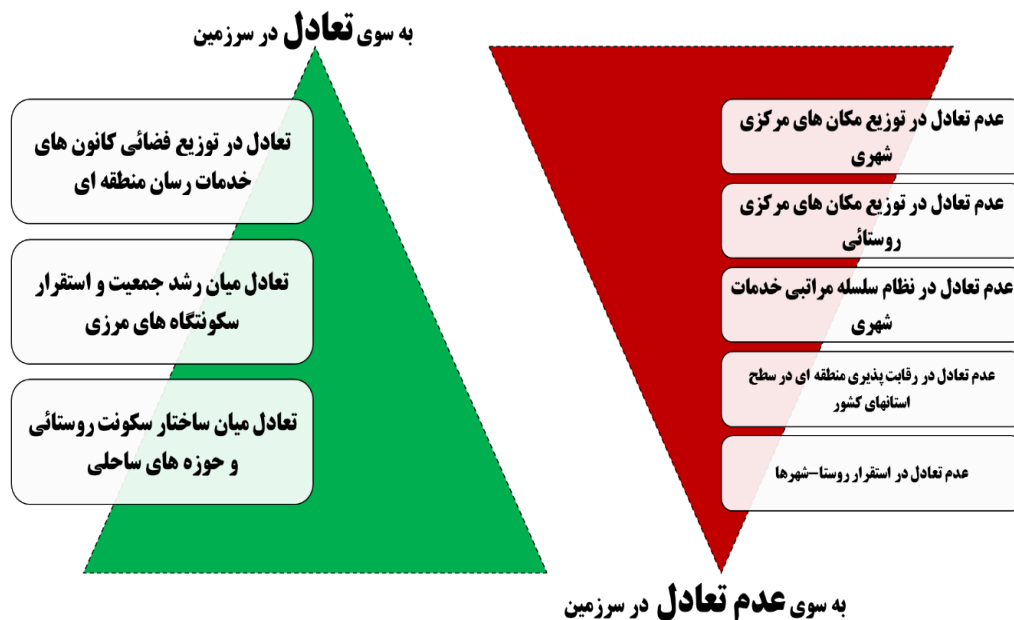 به سوی تعادل در سرزمین
عدم تعادل در توزیع مکان های مرکزی
شهری
عدم تعادل در توزیع مکان های مرکزی
روستائی
عدم تعادل در نظام سلسله مراتبی خدمات
شهری
عدم تعادل در رقابت پذیری منطقه ای در سطح
استانهای کشور
عدم تعادل در استقرار روستا-شهرها
به سوی عدم تعادل در سرزمین
تعادل در توزیع فضائی کانون های
خدمات رسان منطقه ای
تعادل میان رشد جمعیت و استقرار
سکونتگاه های مرزی
تعادل میان ساختار سکونت روستائی
و حوزه های ساحلی